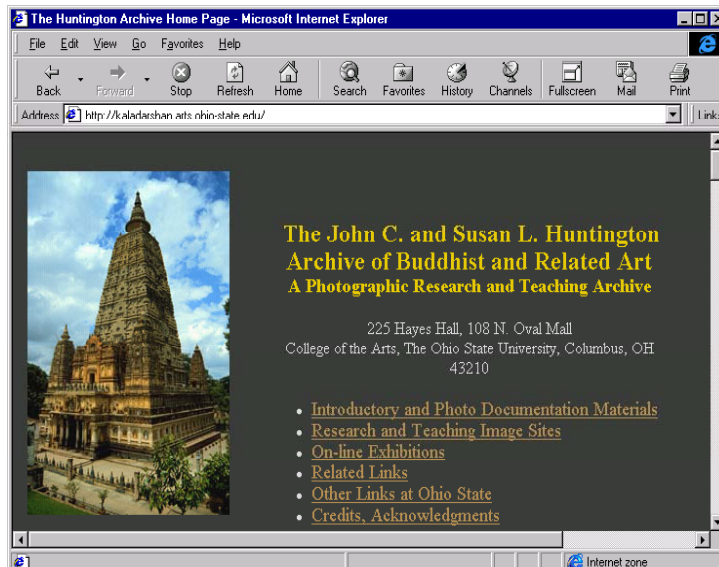 The Huntington Archive Home Page - Microsoft Internet Explorer
File Edit View Go Favorites Help
Back Forward Stop Refresh Home Search Favorites History Channels Fullscreen Mail Print
Address http://kaladarshan.arts.ohio-state.edu/ Links
The John C. and Susan L. Huntington
Archive of Buddhist and Related Art
A Photographic Research and Teaching Archive
225 Hayes Hall, 108 N. Oval Mall
College of the Arts, The Ohio State University, Columbus, OH
43210
Introductory and Photo Documentation Materials
Research and Teaching Image Sites
On-line Exhibitions
Related Links
Other Links at Ohio State
Credits, Acknowledgments
Internet zone